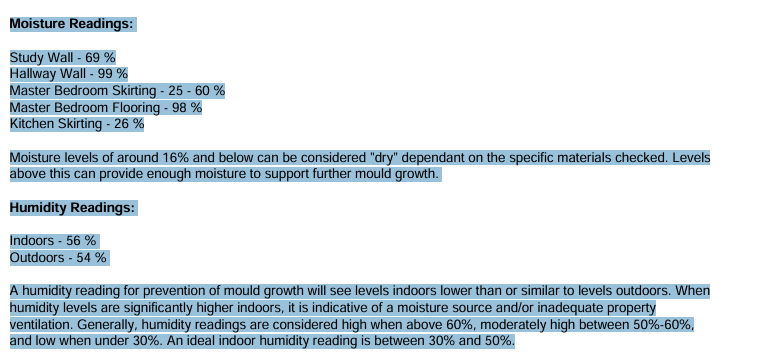 Moisture Readings:
Study Wall - 69 %
Hallway Wall - 99 %
Master Bedroom Skirting - 25 - 60 %
Master Bedroom Flooring - 98 %
Kitchen Skirting - 26 %
Moisture levels of around 16% and below can be considered "dry" dependant on the specific materials checked. Levels
above this can provide enough moisture to support further mould growth.
Humidity Readings:
Indoors - 56 %
Outdoors - 54 %
A humidity reading for prevention of mould growth will see levels indoors lower than or similar to levels outdoors. When
humidity levels are significantly higher indoors, it is indicative of a moisture source and/or inadequate property
ventilation. Generally, humidity readings are considered high when above 60%, moderately high between 50%-60%,
and low when under 30%. An ideal indoor humidity reading is between 30% and 50%.